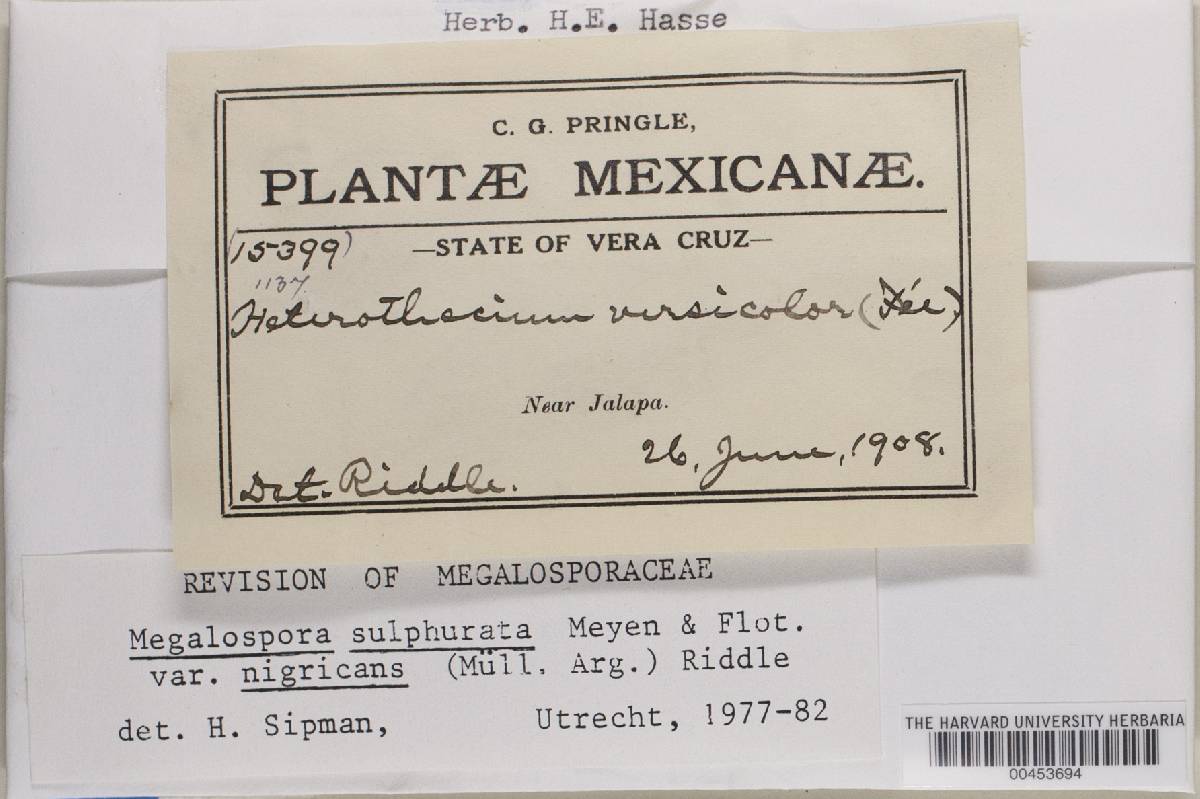 Herb. H.E. Hasse
C. G. PRINGLE,
PLANTÆ MEXICANÆ.
(15399) —STATE OF VERA CRUZ—
1137.
Heterothecium versicolor (Fée)
Near Jalapa.
26, June, 1908.
Det. Riddle.
REVISION OF MEGALOSPORACEAE
Megalospora sulphurata Meyen & Flot.
var. nigricans (Müll. Arg.) Riddle
det. H. Sipman, Utrecht, 1977-82
THE HARVARD UNIVERSITY HERBARIA
00453694